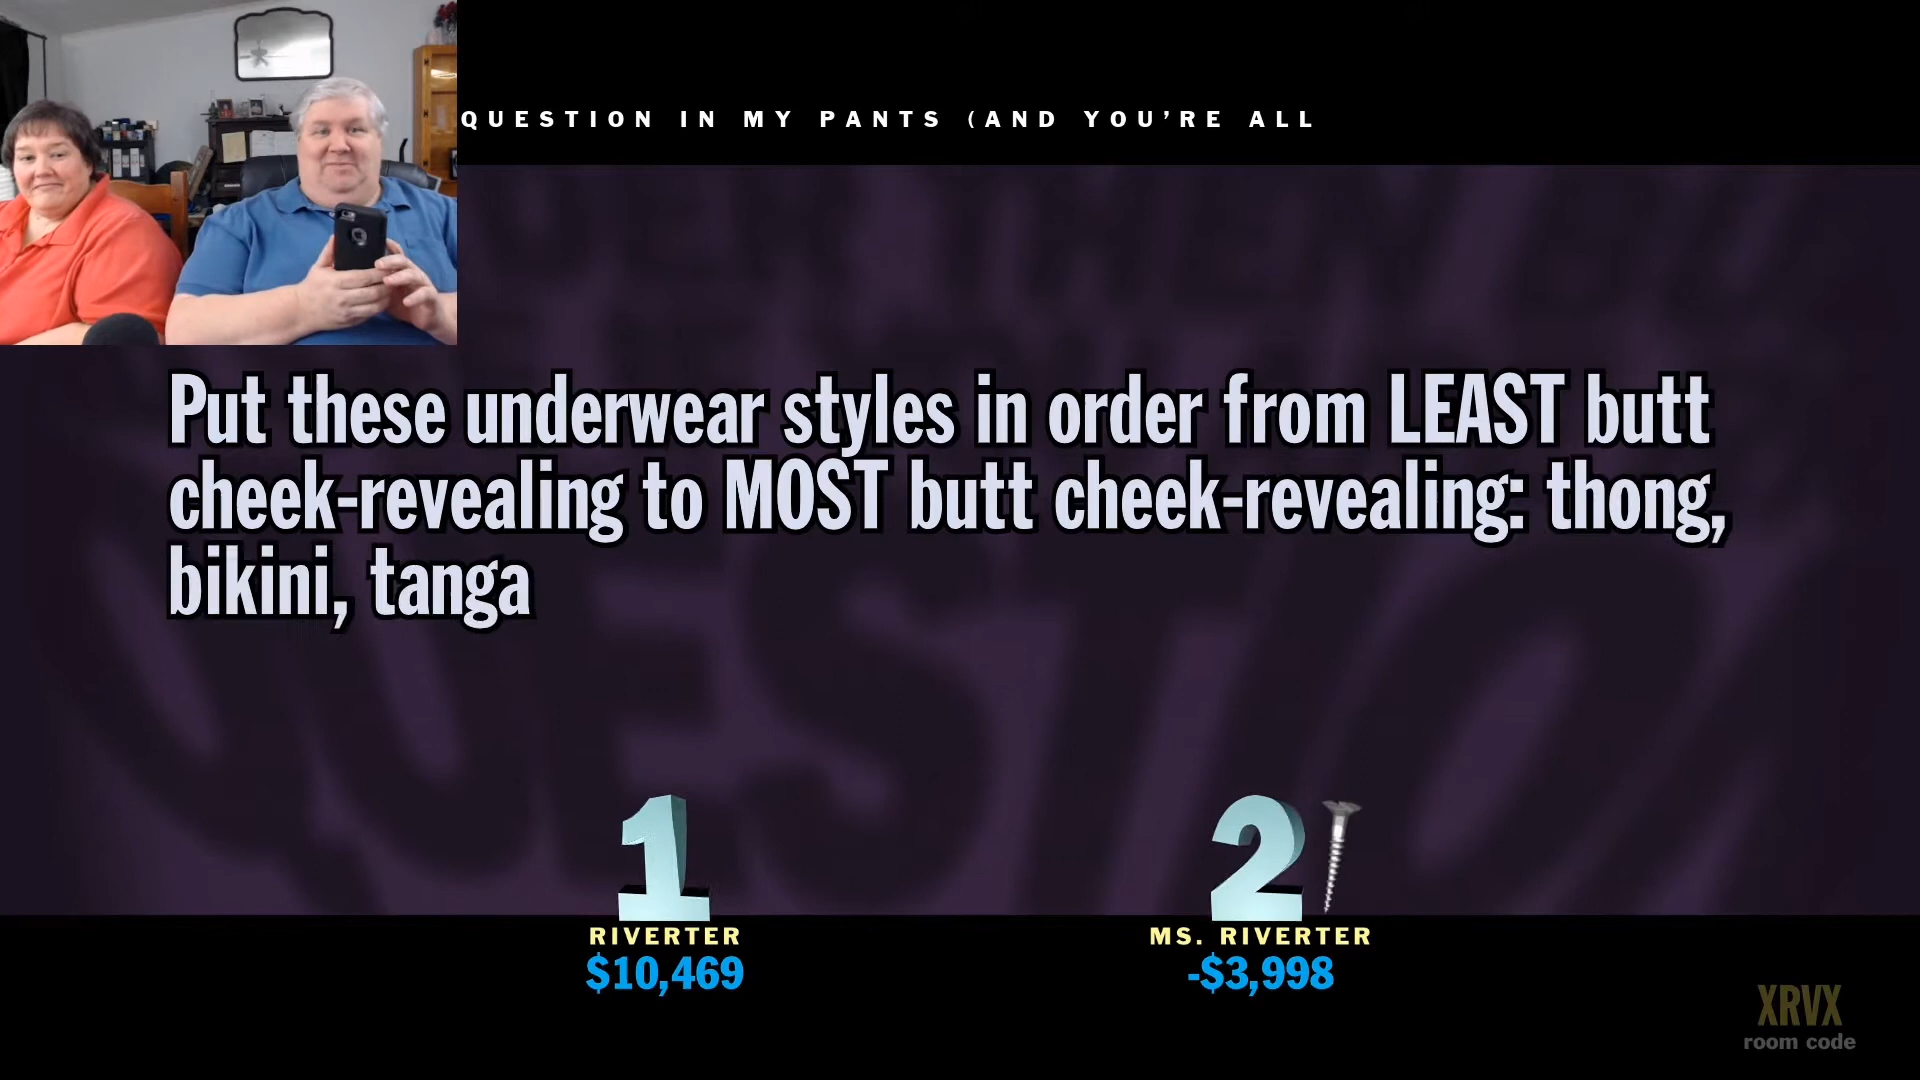 QUESTION IN MY PANTS (AND YOU'RE ALL
Put these underwear styles in order from LEAST butt
cheek-revealing to MOST butt cheek-revealing: thong,
bikini, tanga
1
2
RIVERTER
MS. RIVERTER
$10,469
-$3,998
XRVX
room code